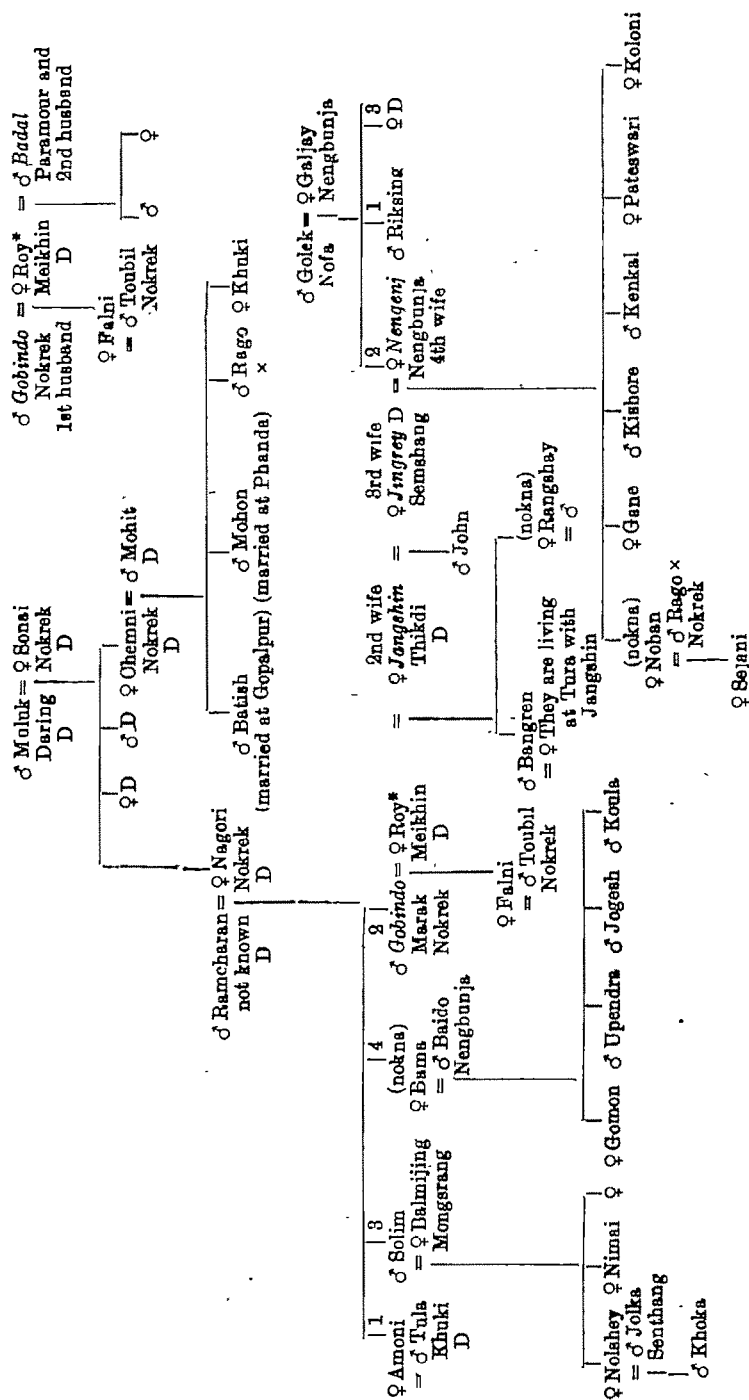 ♂ Moluk = ♀ Sonai
Daring Nokrek
D D
♂ Gobindo = ♀ Roy* = ♂ Badal
Nokrek Meikhin Paramour and
1st husband D 2nd husband
♀ Falni ♂ ♀
= ♂ Toubil
Nokrek
♀ D ♂ D ♀ Chemni = ♂ Mohit
Nokrek D
D
♂ Ramcharan = ♀ Nagori
not known Nokrek
D D
♂ Batish ♂ Mohon ♂ Rago ♀ Khuki
(married at Gopalpur) (married at Phanda) ×
♂ Golek = ♀ Galjay
Nofa Nengbunja
1 3 4 2
♀ Amoni ♂ Solim (nokna) ♂ Gobindo = ♀ Roy*
= ♂ Tula = ♀ Balmijing ♀ Bama Marak Meikhin
Khuki Mongsrang = ♂ Baido Nokrek D
D Nengbunja
2nd wife 3rd wife
= ♀ Jangshin = ♀ Jingrey D = ♀ Nengenj
Thikdi Semshang Nengbunja
D 4th wife
2 1 3
♂ Riksing ♀ D
♀ Falni
= ♂ Toubil
Nokrek
♂ John
♂ Bangren (nokna)
= ♀ They are living ♀ Rangshay
at Tura with = ♂
Jangshin
♀ Nolshey ♀ Nimai ♀
= ♂ Jolka
Senthang
♂ Khoka
♀ Gomon ♂ Upendra ♂ Jogesh ♂ Koula
(nokna)
♀ Noban ♀ Gane ♂ Kishore ♂ Kenkal ♀ Pateswari ♀ Koloni
= ♂ Rago ×
Nokrek
♀ Sejani